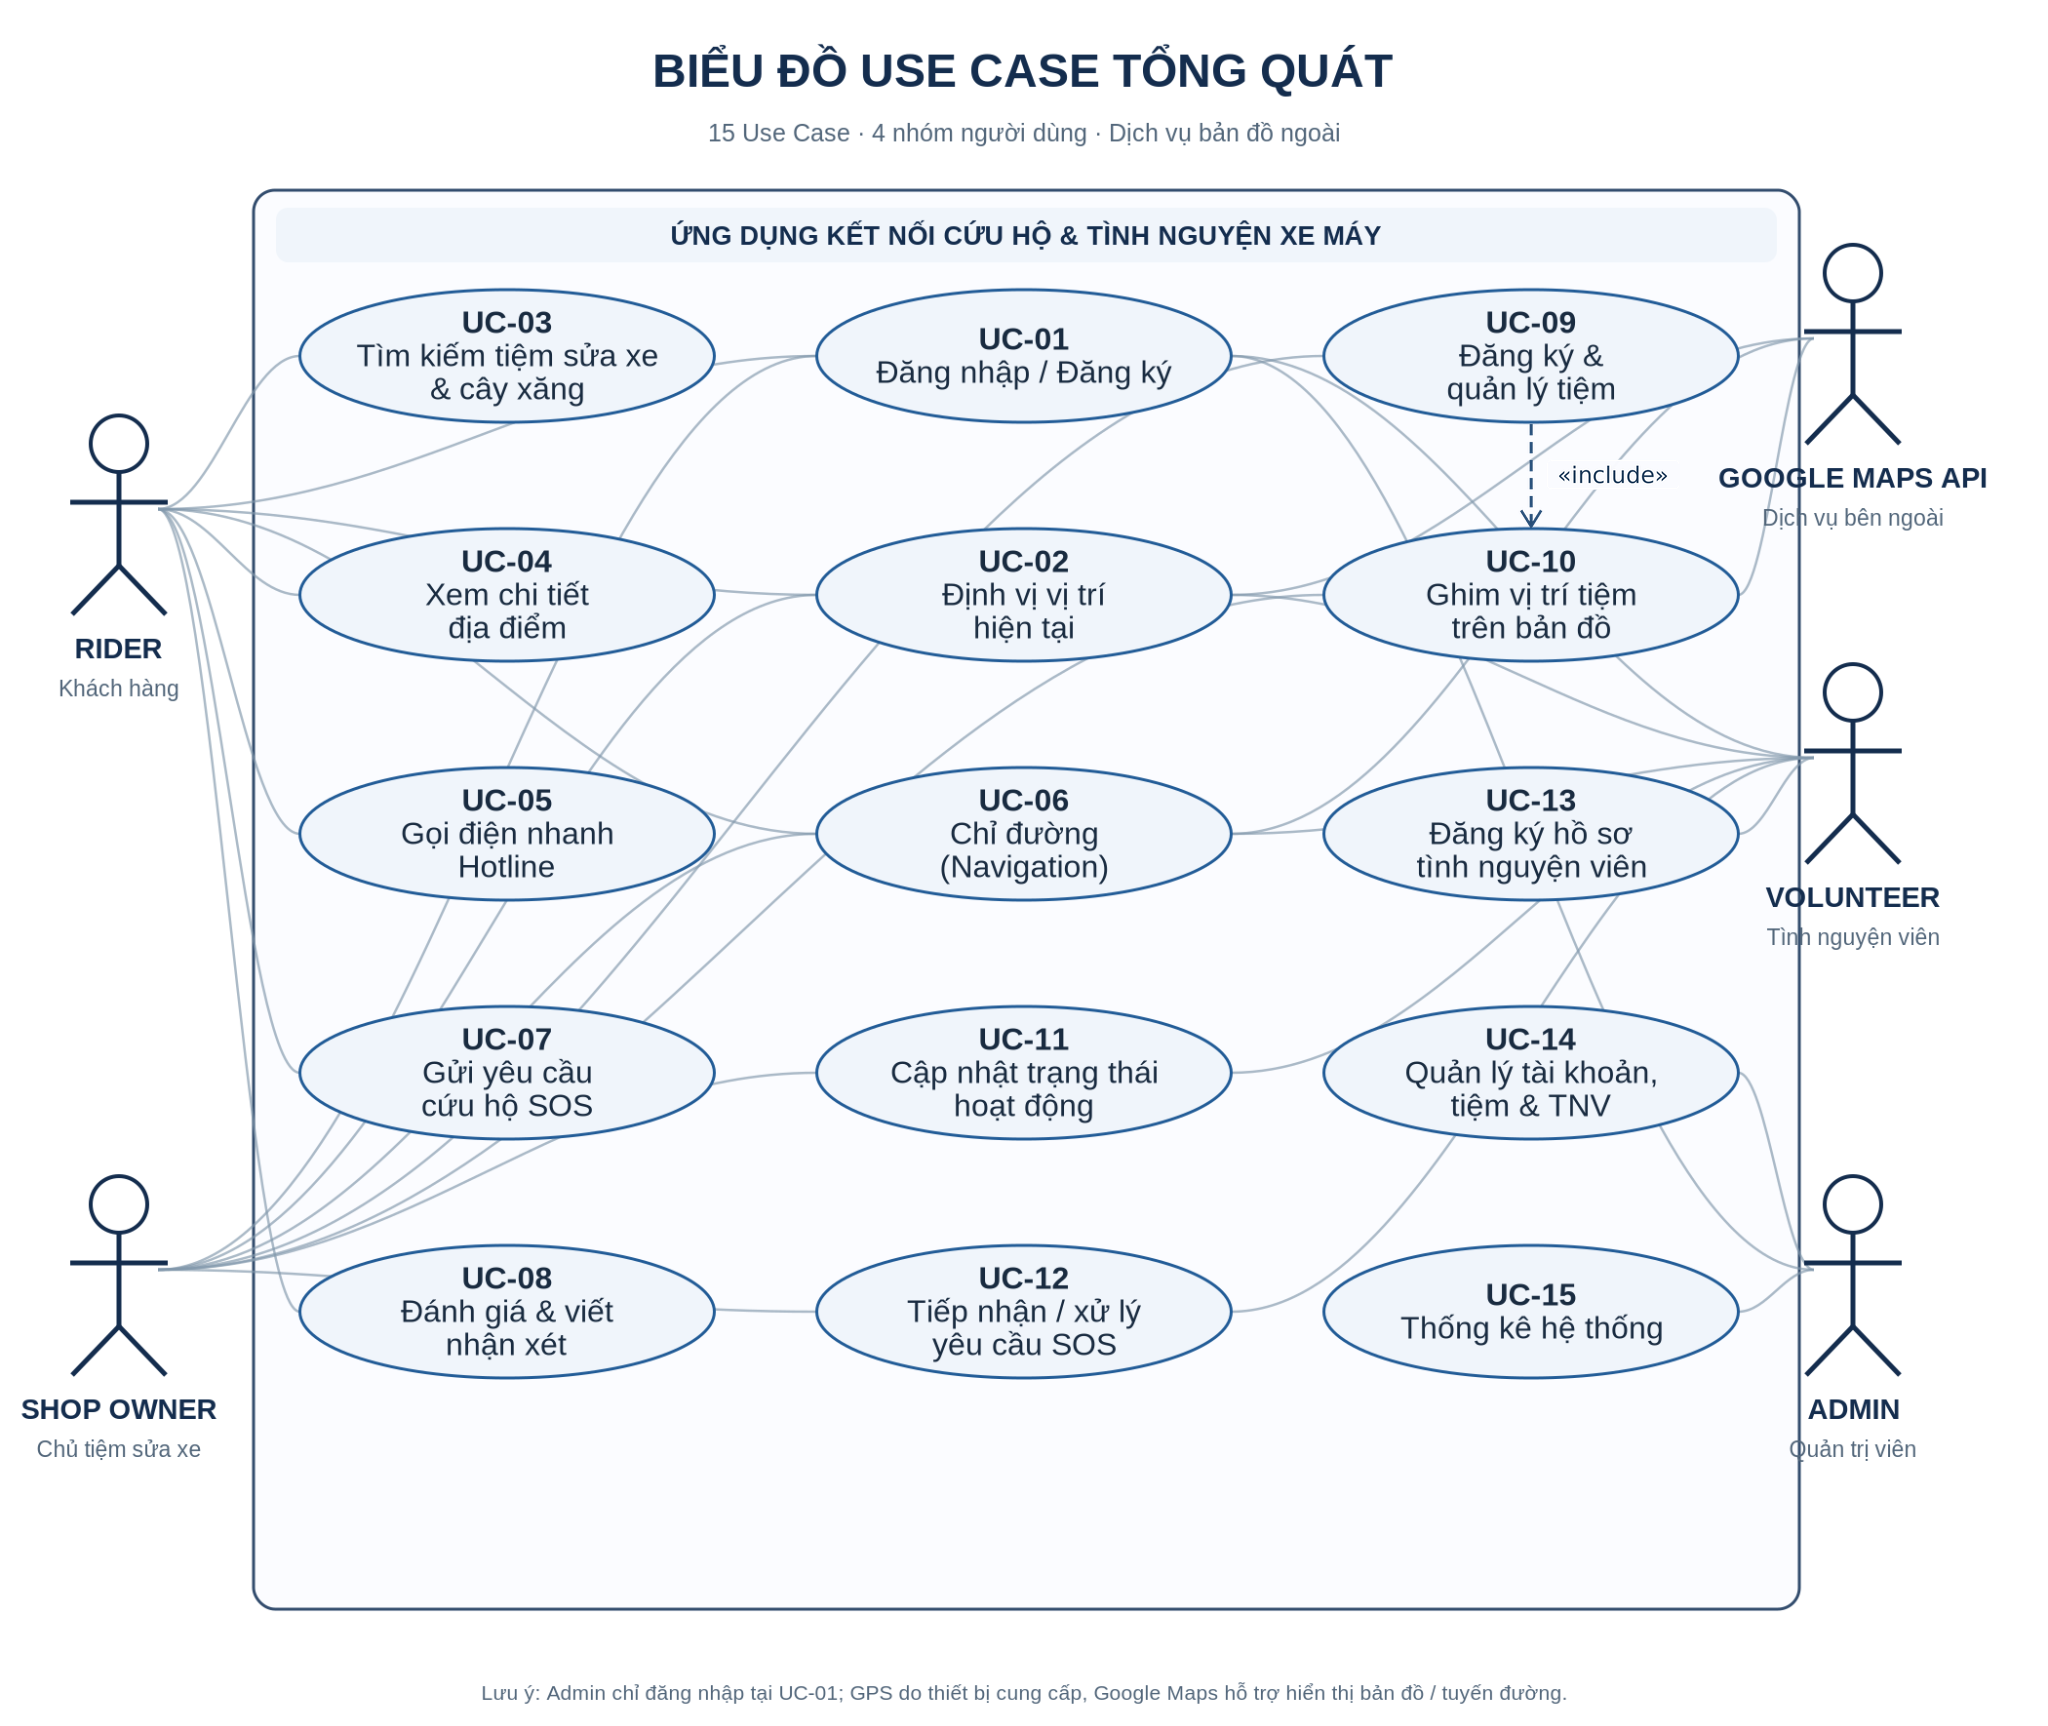 BIỂU ĐỒ USE CASE TỔNG QUÁT
15 Use Case · 4 nhóm người dùng · Dịch vụ bản đồ ngoài
ỨNG DỤNG KẾT NỐI CỨU HỘ & TÌNH NGUYỆN XE MÁY
UC-03
Tìm kiếm tiệm sửa xe
& cây xăng
UC-01
Đăng nhập / Đăng ký
UC-09
Đăng ký &
quản lý tiệm
«include»
GOOGLE MAPS API
Dịch vụ bên ngoài
RIDER
Khách hàng
UC-04
Xem chi tiết
địa điểm
UC-02
Định vị vị trí
hiện tại
UC-10
Ghim vị trí tiệm
trên bản đồ
UC-05
Gọi điện nhanh
Hotline
UC-06
Chỉ đường
(Navigation)
UC-13
Đăng ký hồ sơ
tình nguyện viên
VOLUNTEER
Tình nguyện viên
UC-07
Gửi yêu cầu
cứu hộ SOS
UC-11
Cập nhật trạng thái
hoạt động
UC-14
Quản lý tài khoản,
tiệm & TNV
UC-08
Đánh giá & viết
nhận xét
UC-12
Tiếp nhận / xử lý
yêu cầu SOS
UC-15
Thống kê hệ thống
SHOP OWNER
Chủ tiệm sửa xe
ADMIN
Quản trị viên
Lưu ý: Admin chỉ đăng nhập tại UC-01; GPS do thiết bị cung cấp, Google Maps hỗ trợ hiển thị bản đồ / tuyến đường.